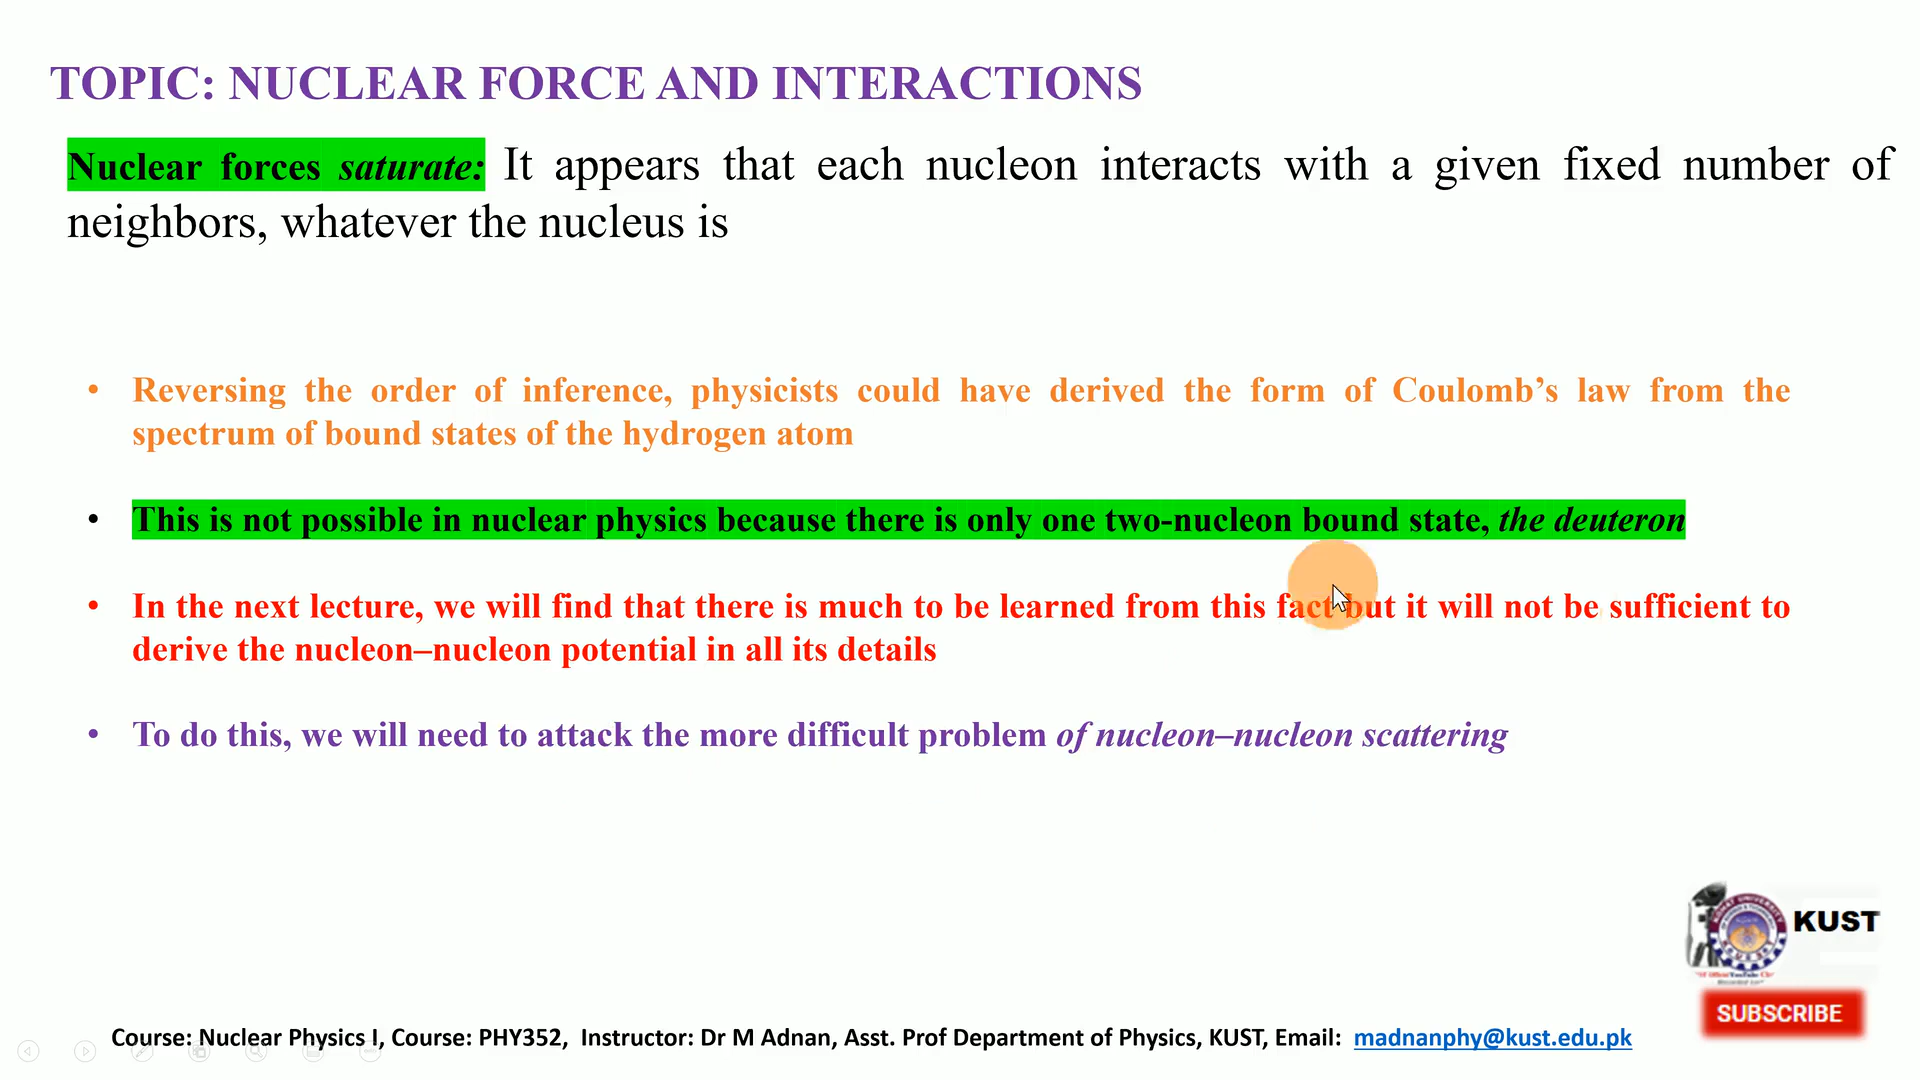 TOPIC: NUCLEAR FORCE AND INTERACTIONS
Nuclear forces saturate: It appears that each nucleon interacts with a given fixed number of
neighbors, whatever the nucleus is
• Reversing the order of inference, physicists could have derived the form of Coulomb’s law from the
spectrum of bound states of the hydrogen atom
• This is not possible in nuclear physics because there is only one two-nucleon bound state, the deuteron
• In the next lecture, we will find that there is much to be learned from this fact but it will not be sufficient to
derive the nucleon–nucleon potential in all its details
• To do this, we will need to attack the more difficult problem of nucleon–nucleon scattering
KUST
SUBSCRIBE
Course: Nuclear Physics I, Course: PHY352, Instructor: Dr M Adnan, Asst. Prof Department of Physics, KUST, Email: madnanphy@kust.edu.pk